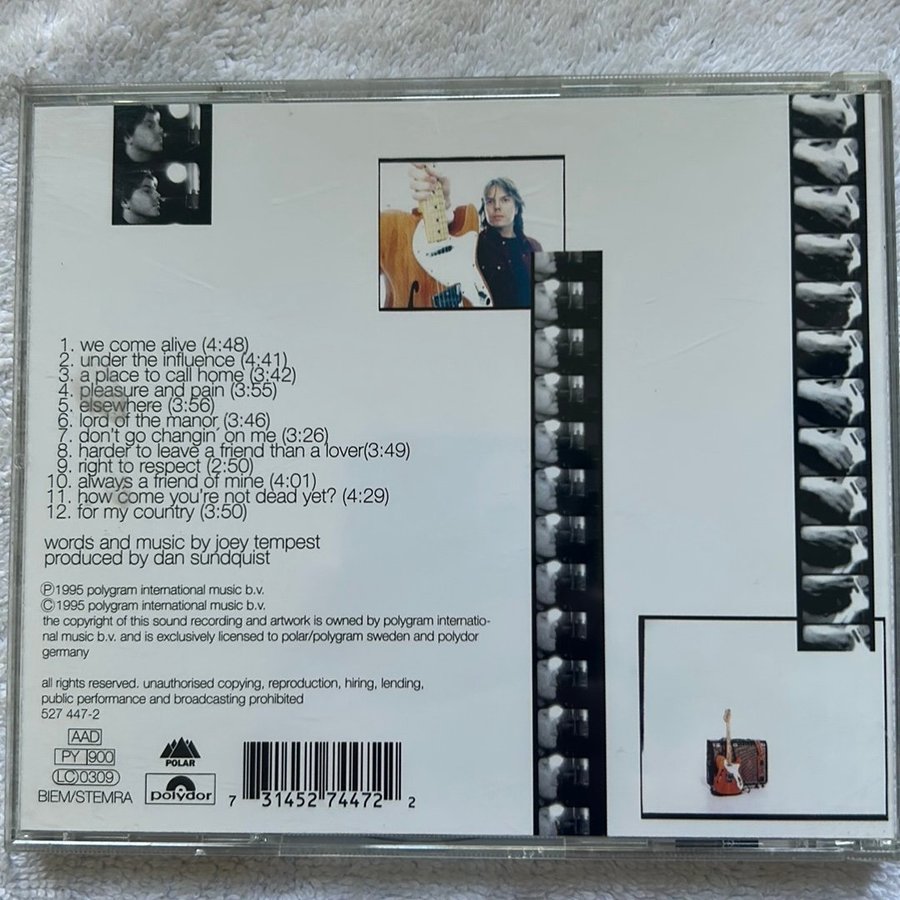 1. we come alive (4:48)
2. under the influence (4:41)
3. a place to call home (3:42)
4. pleasure and pain (3:55)
5. elsewhere (3:56)
6. lord of the manor (3:46)
7. don't go changin' on me (3:26)
8. harder to leave a friend than a lover(3:49)
9. right to respect (2:50)
10. always a friend of mine (4:01)
11. how come you're not dead yet? (4:29)
12. for my country (3:50)
words and music by joey tempest
produced by dan sundquist
℗1995 polygram international music b.v.
©1995 polygram international music b.v.
the copyright of this sound recording and artwork is owned by polygram internatio-
nal music b.v. and is exclusively licensed to polar/polygram sweden and polydor
germany
all rights reserved. unauthorised copying, reproduction, hiring, lending,
public performance and broadcasting prohibited
527 447-2
AAD
PY 900
LC 0309
BIEM/STEMRA
POLAR
polydor
7 31452 74472 2